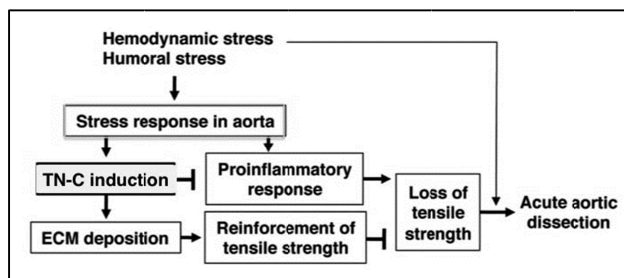 Hemodynamic stress
Humoral stress
Stress response in aorta
TN-C induction
Proinflammatory
response
ECM deposition
Reinforcement of
tensile strength
Loss of
tensile
strength
Acute aortic
dissection